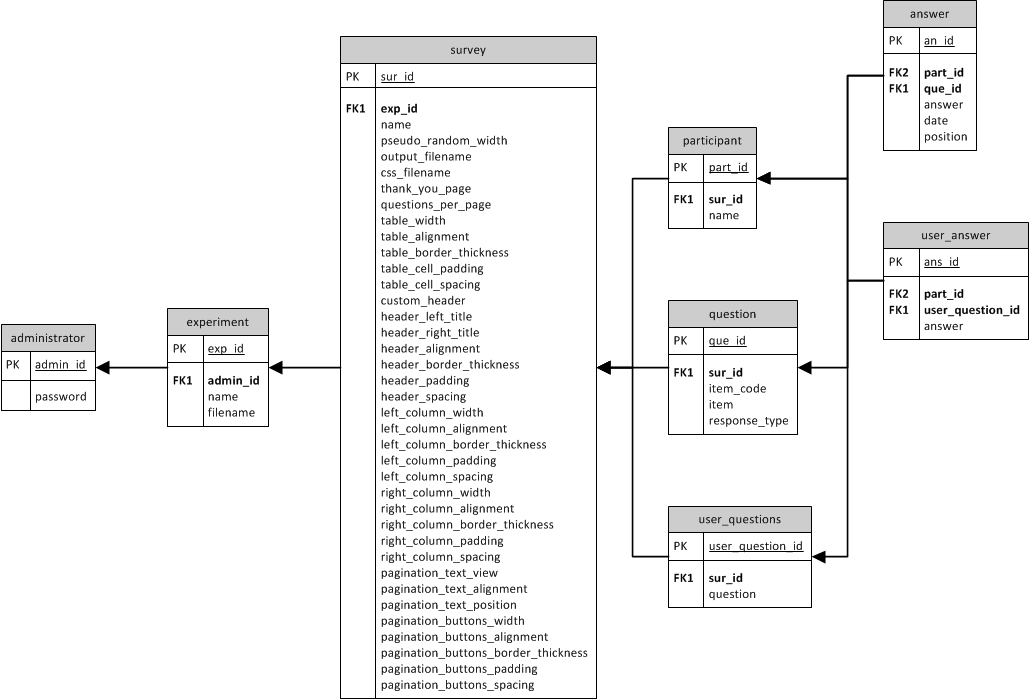 administrator
PK admin_id
password
experiment
PK exp_id
FK1 admin_id
name
filename
survey
PK sur_id
FK1 exp_id
name
pseudo_random_width
output_filename
css_filename
thank_you_page
questions_per_page
table_width
table_alignment
table_border_thickness
table_cell_padding
table_cell_spacing
custom_header
header_left_title
header_right_title
header_alignment
header_border_thickness
header_padding
header_spacing
left_column_width
left_column_alignment
left_column_border_thickness
left_column_padding
left_column_spacing
right_column_width
right_column_alignment
right_column_border_thickness
right_column_padding
right_column_spacing
pagination_text_view
pagination_text_alignment
pagination_text_position
pagination_buttons_width
pagination_buttons_alignment
pagination_buttons_border_thickness
pagination_buttons_padding
pagination_buttons_spacing
participant
PK part_id
FK1 sur_id
name
question
PK que_id
FK1 sur_id
item_code
item
response_type
user_questions
PK user_question_id
FK1 sur_id
question
answer
PK an_id
FK2 part_id
FK1 que_id
answer
date
position
user_answer
PK ans_id
FK2 part_id
FK1 user_question_id
answer